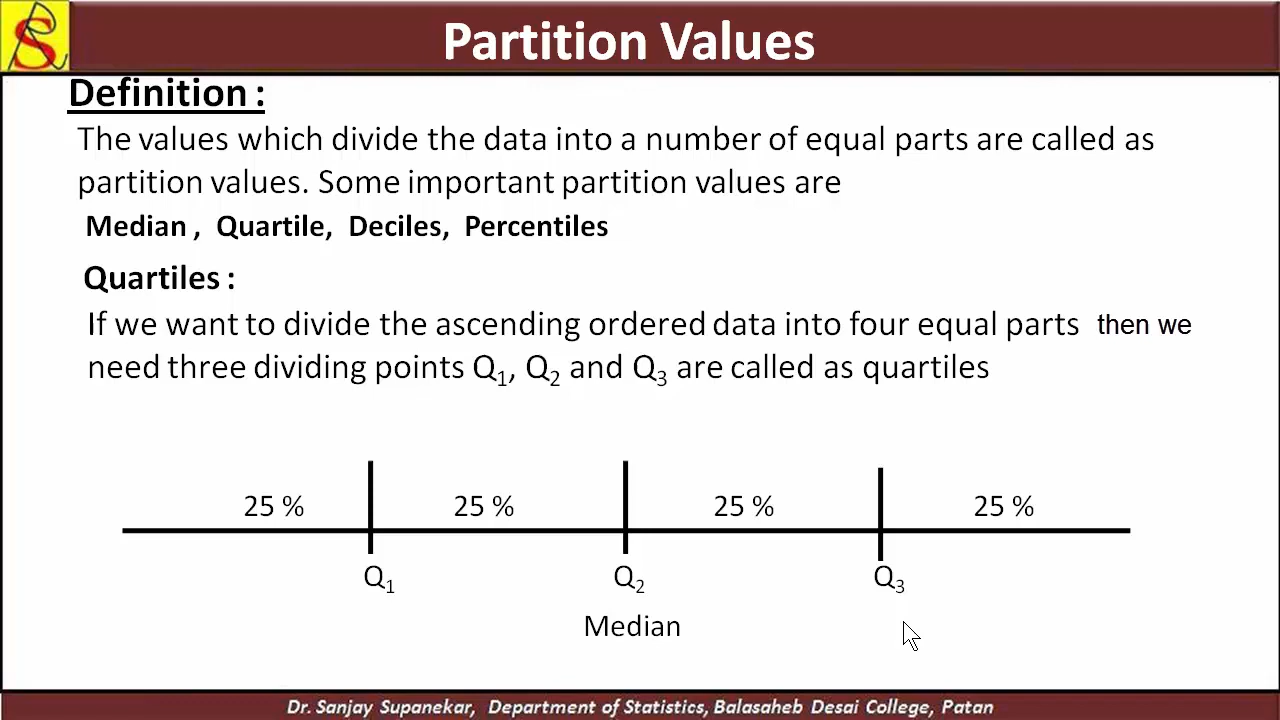 Partition Values
Definition :
The values which divide the data into a number of equal parts are called as
partition values. Some important partition values are
Median , Quartile, Deciles, Percentiles
Quartiles :
If we want to divide the ascending ordered data into four equal parts then we
need three dividing points Q₁, Q₂ and Q₃ are called as quartiles
25 % 25 % 25 % 25 %
Q₁ Q₂ Q₃
Median
Dr. Sanjay Supanekar, Department of Statistics, Balasaheb Desai College, Patan